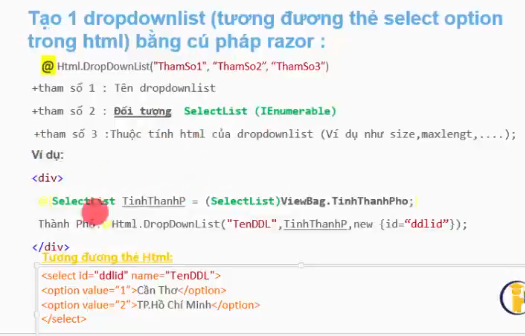 Tạo 1 dropdownlist (tương đương thẻ select option
trong html) bằng cú pháp razor :
@ Html.DropDownList("ThamSo1", "ThamSo2", "ThamSo3")
+tham số 1 : Tên dropdownlist
+tham số 2 : Đối tượng SelectList (IEnumerable)
+tham số 3 :Thuộc tính html của dropdownlist (Ví dụ như size,maxlengt,....);
Ví dụ:
<div>
SelectList TinhThanhP = (SelectList)ViewBag.TinhThanhPho;
Thành Html.DropDownList("TenDDL",TinhThanhP,new {id=“ddlid”});
</div>
Tương đương thẻ Html:
<select id="ddlid" name="TenDDL">
<option value="1">Cần Thơ</option>
<option value="2">TP.Hồ Chí Minh</option>
</select>